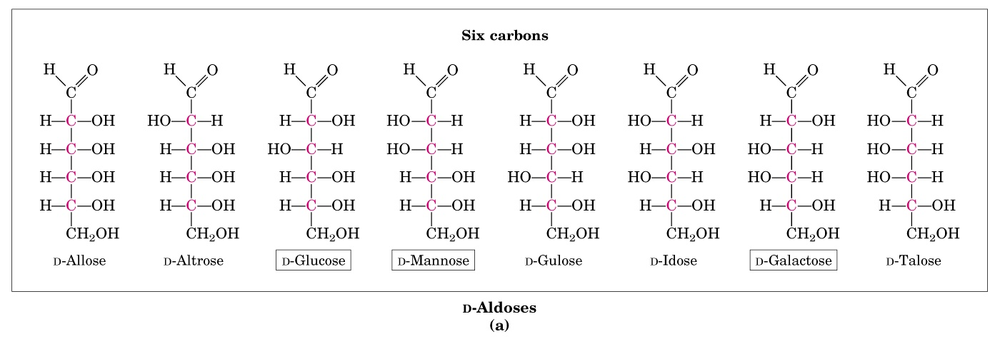 Six carbons
H O H O H O H O H O H O H O H O
C C C C C C C C
H—C—OH HO—C—H H—C—OH HO—C—H H—C—OH HO—C—H H—C—OH HO—C—H
H—C—OH H—C—OH HO—C—H HO—C—H H—C—OH H—C—OH HO—C—H HO—C—H
H—C—OH H—C—OH H—C—OH H—C—OH HO—C—H HO—C—H HO—C—H HO—C—H
H—C—OH H—C—OH H—C—OH H—C—OH H—C—OH H—C—OH H—C—OH H—C—OH
CH₂OH CH₂OH CH₂OH CH₂OH CH₂OH CH₂OH CH₂OH CH₂OH
D-Allose D-Altrose D-Glucose D-Mannose D-Gulose D-Idose D-Galactose D-Talose
D-Aldoses
(a)